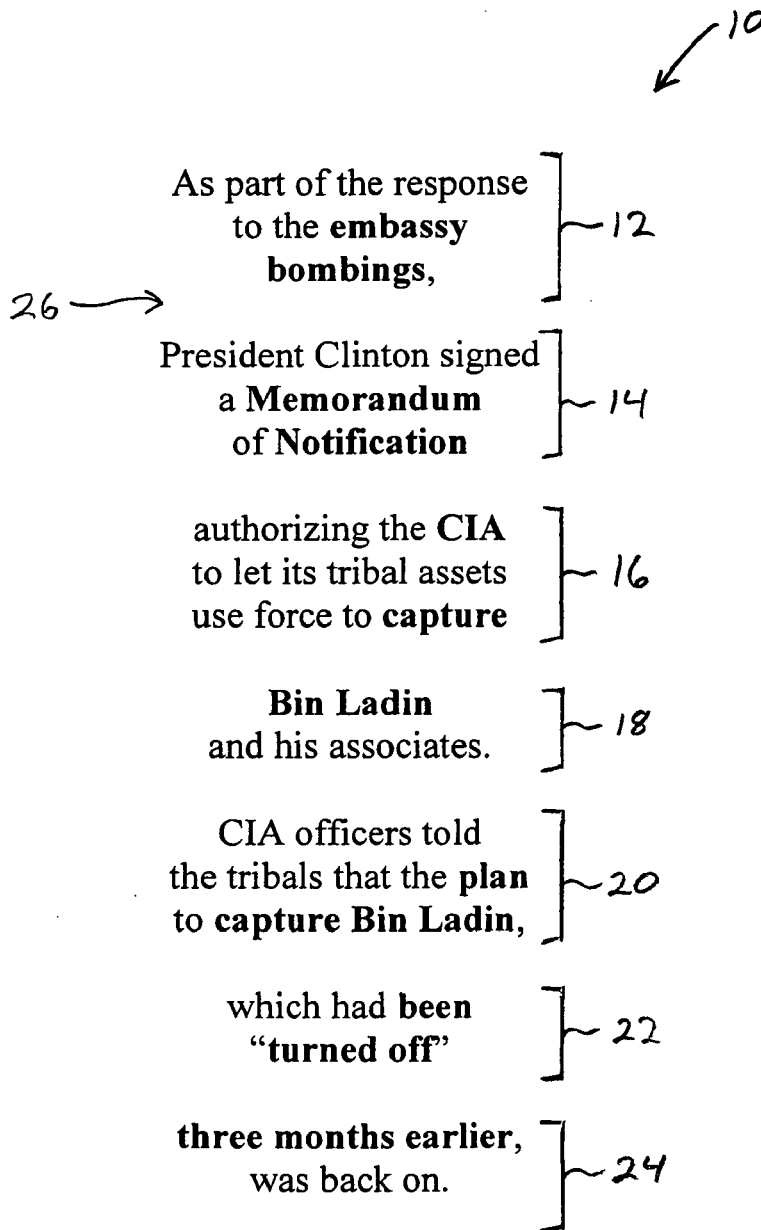 10
As part of the response
to the embassy
bombings,
12
26
President Clinton signed
a Memorandum
of Notification
14
authorizing the CIA
to let its tribal assets
use force to capture
16
Bin Ladin
and his associates.
18
CIA officers told
the tribals that the plan
to capture Bin Ladin,
20
which had been
“turned off”
22
three months earlier,
was back on.
24